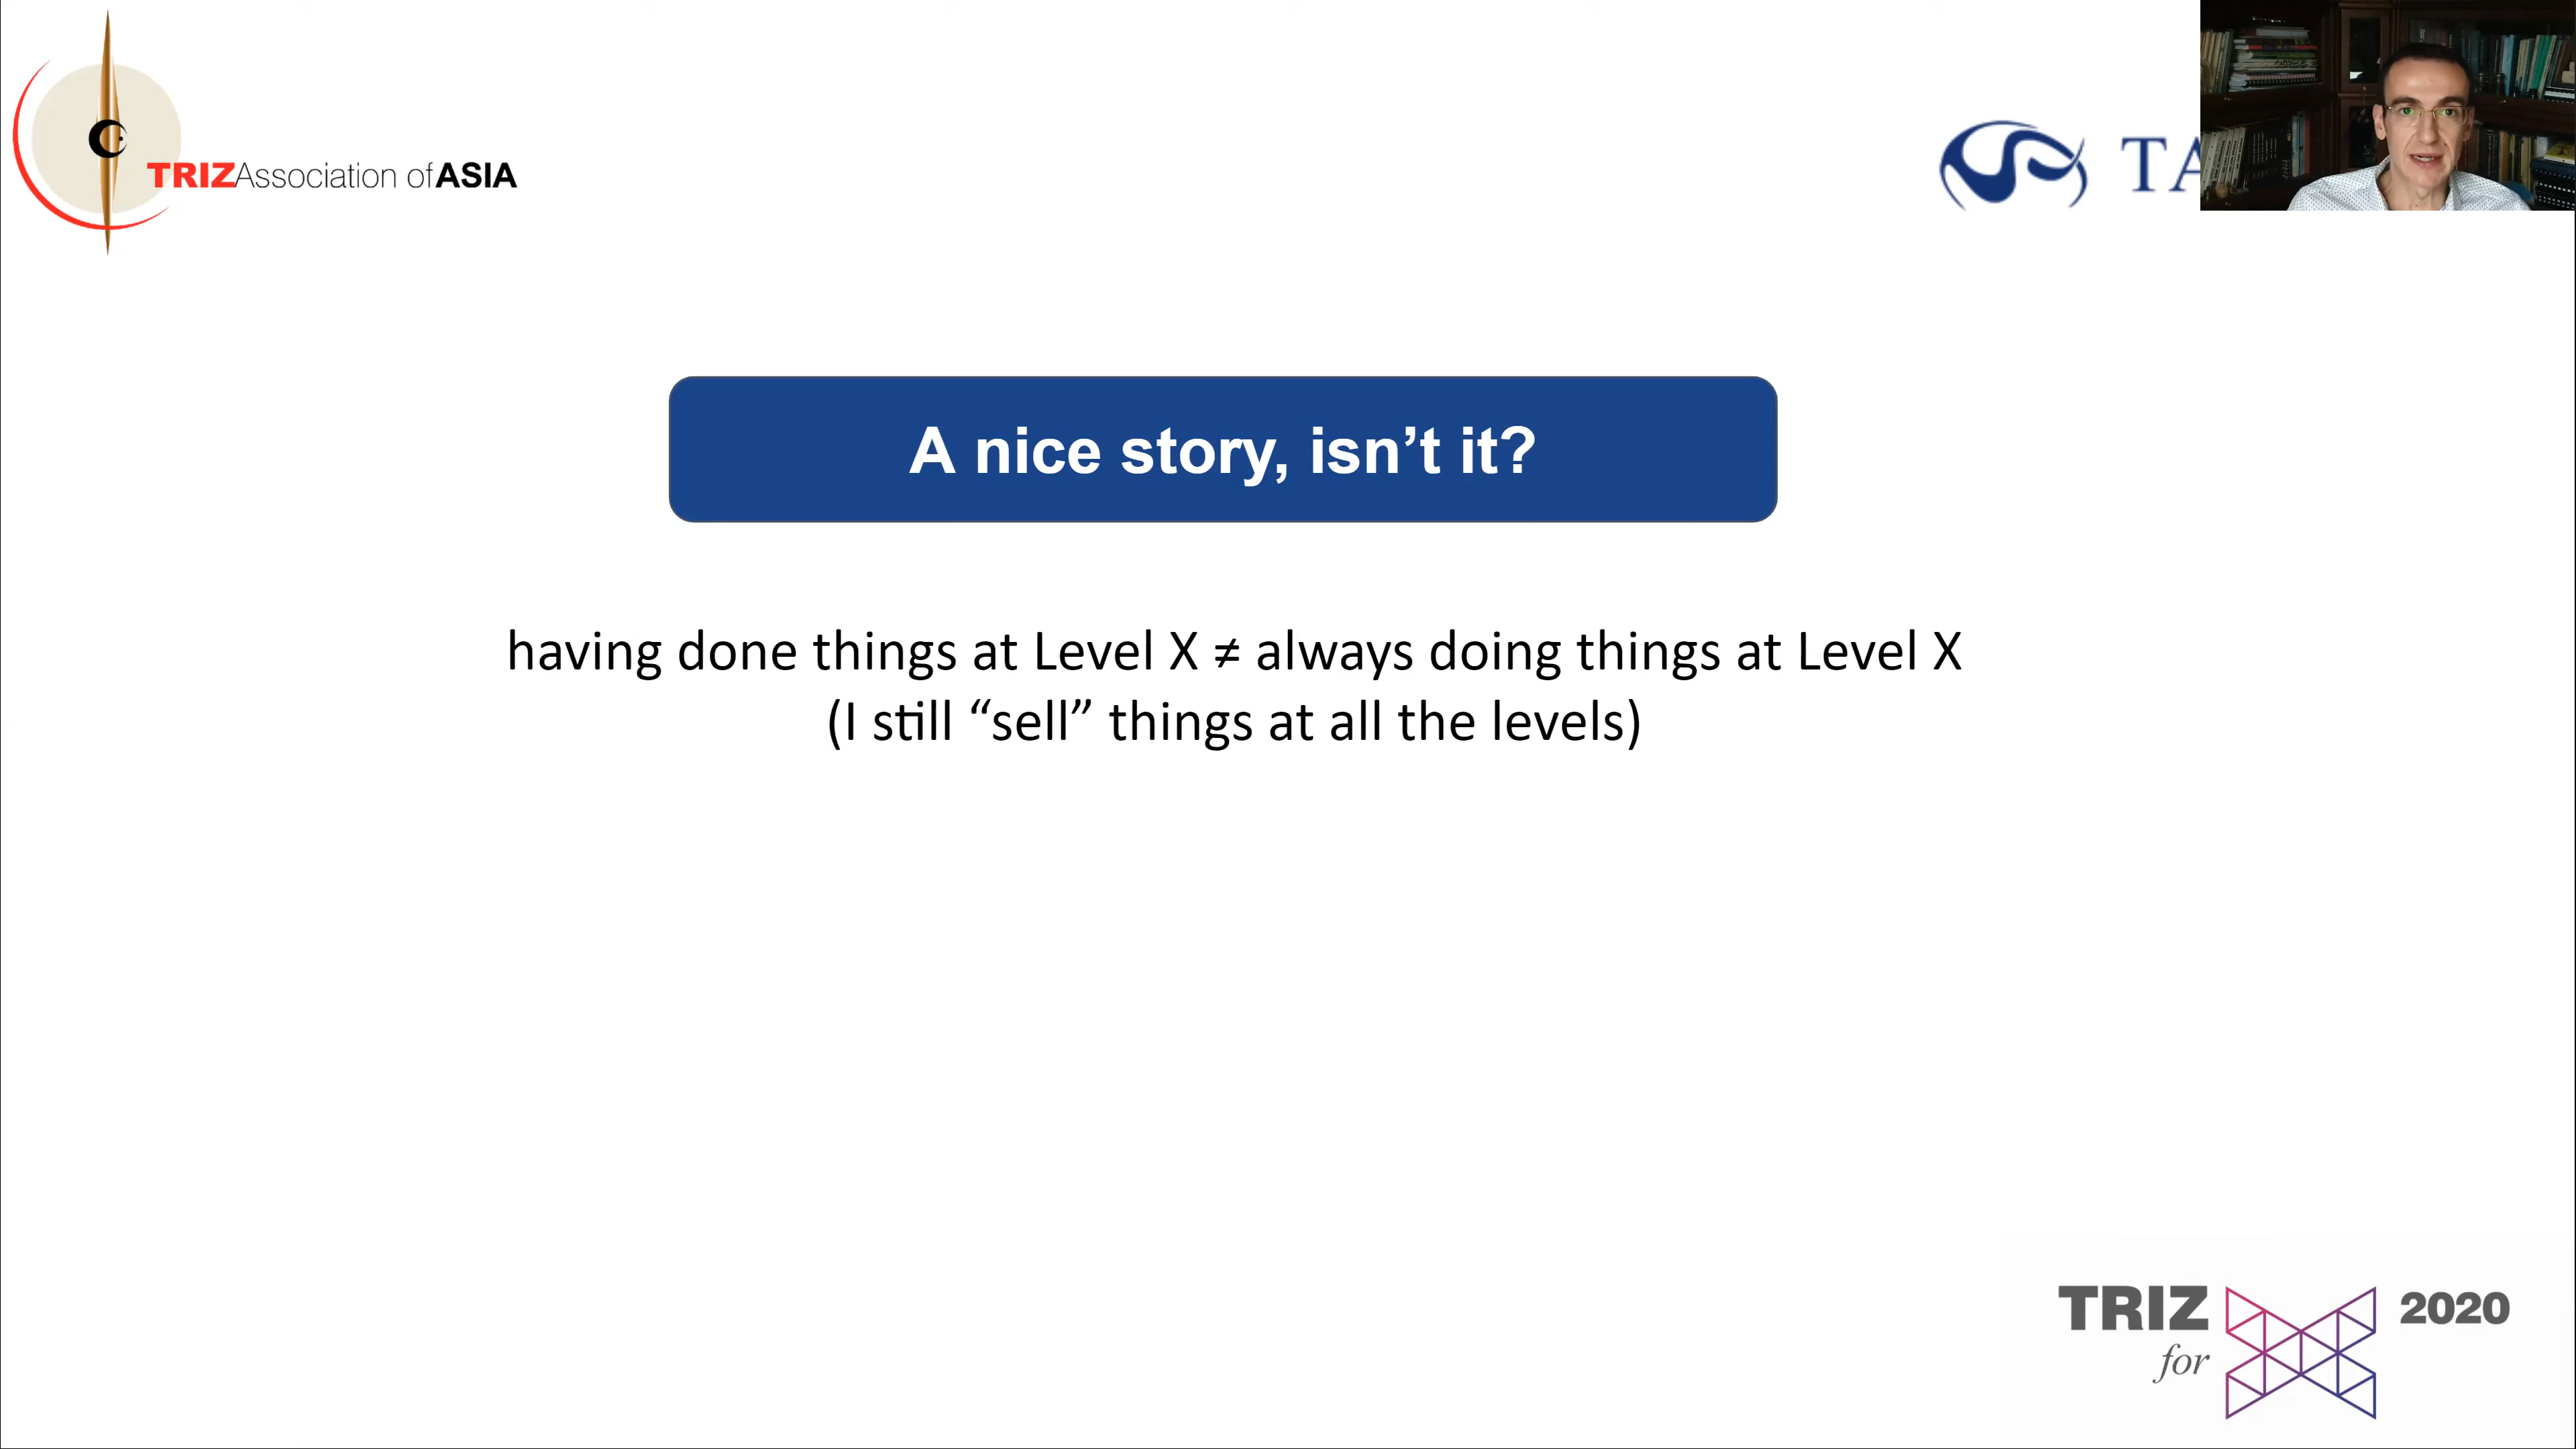 TRIZAssociation of ASIA
A nice story, isn’t it?
having done things at Level X ≠ always doing things at Level X
(I still “sell” things at all the levels)
TRIZ
for
2020